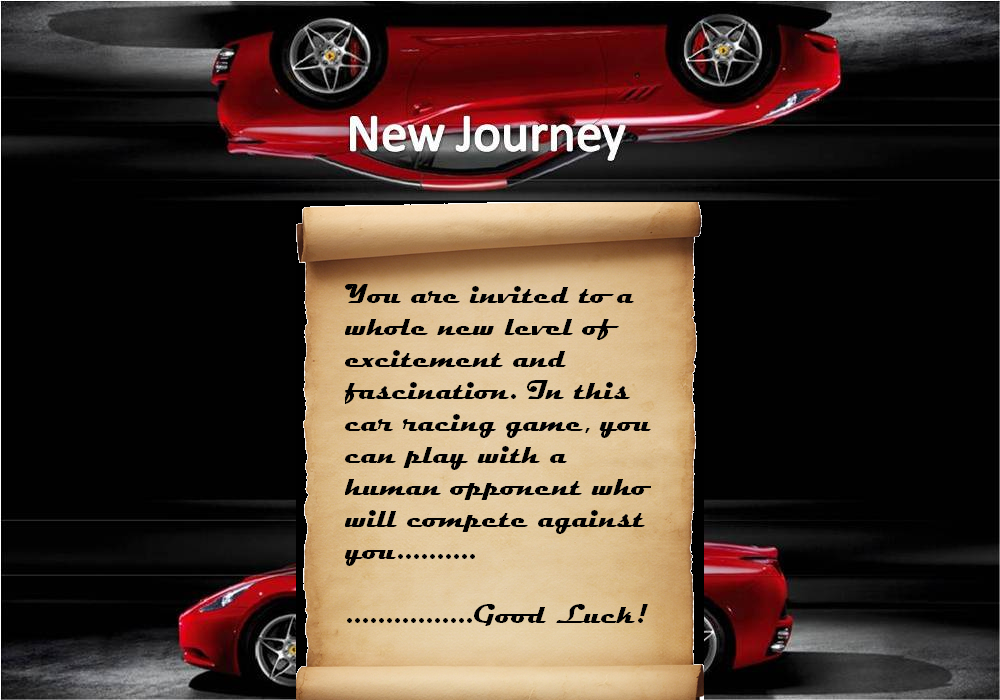 New Journey
You are invited to a
whole new level of
excitement and
fascination. In this
car racing game, you
can play with a
human opponent who
will compete against
you..........
................Good Luck!